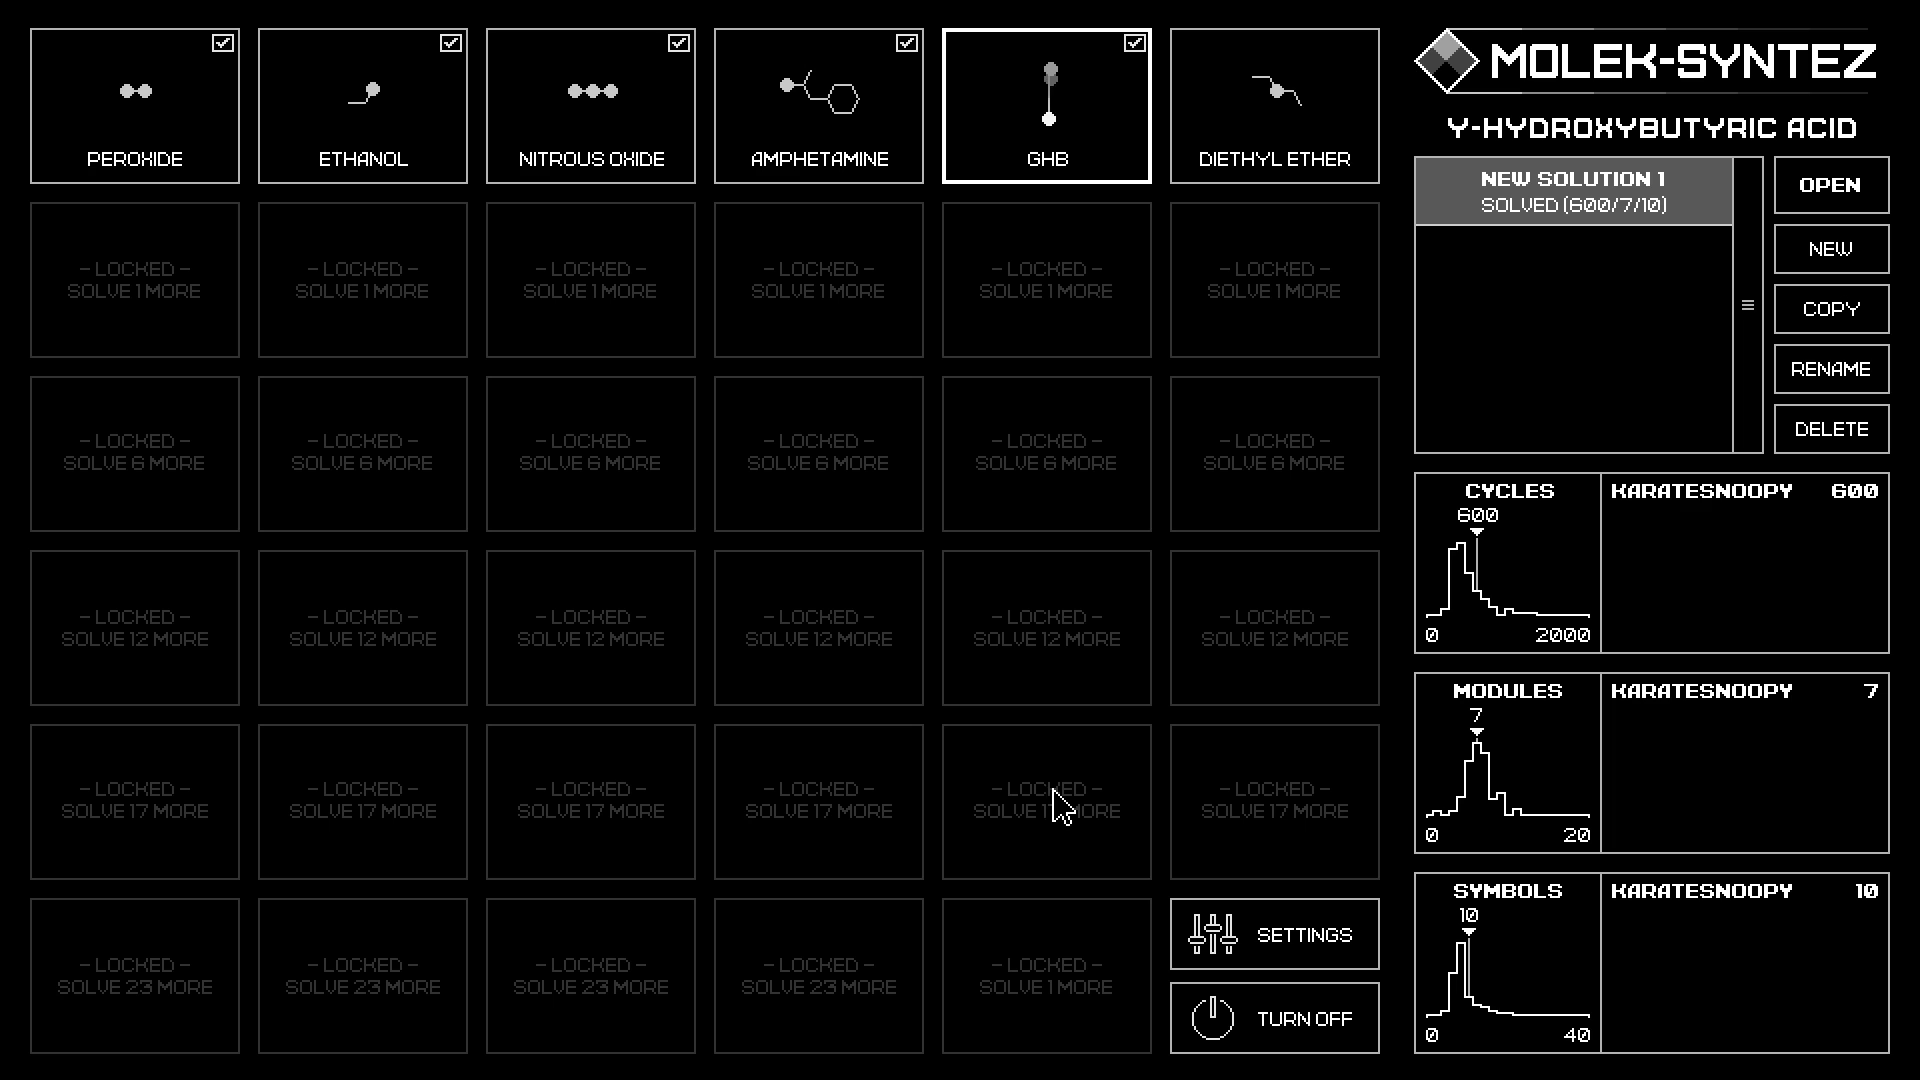 PEROXIDE
ETHANOL
NITROUS OXIDE
AMPHETAMINE
GHB
DIETHYL ETHER
- LOCKED -
SOLVE 1 MORE
- LOCKED -
SOLVE 1 MORE
- LOCKED -
SOLVE 1 MORE
- LOCKED -
SOLVE 1 MORE
- LOCKED -
SOLVE 1 MORE
- LOCKED -
SOLVE 1 MORE
- LOCKED -
SOLVE 6 MORE
- LOCKED -
SOLVE 6 MORE
- LOCKED -
SOLVE 6 MORE
- LOCKED -
SOLVE 6 MORE
- LOCKED -
SOLVE 6 MORE
- LOCKED -
SOLVE 6 MORE
- LOCKED -
SOLVE 12 MORE
- LOCKED -
SOLVE 12 MORE
- LOCKED -
SOLVE 12 MORE
- LOCKED -
SOLVE 12 MORE
- LOCKED -
SOLVE 12 MORE
- LOCKED -
SOLVE 12 MORE
- LOCKED -
SOLVE 17 MORE
- LOCKED -
SOLVE 17 MORE
- LOCKED -
SOLVE 17 MORE
- LOCKED -
SOLVE 17 MORE
- LOCKED -
SOLVE 17 MORE
- LOCKED -
SOLVE 17 MORE
- LOCKED -
SOLVE 23 MORE
- LOCKED -
SOLVE 23 MORE
- LOCKED -
SOLVE 23 MORE
- LOCKED -
SOLVE 23 MORE
- LOCKED -
SOLVE 1 MORE
SETTINGS
TURN OFF
MOLEK-SYNTEZ
Y-HYDROXYBUTYRIC ACID
NEW SOLUTION 1
SOLVED (600/7/10)
OPEN
NEW
COPY
RENAME
DELETE
CYCLES
600
0 2000
KARATESNOOPY 600
MODULES
7
0 20
KARATESNOOPY 7
SYMBOLS
10
0 40
KARATESNOOPY 10